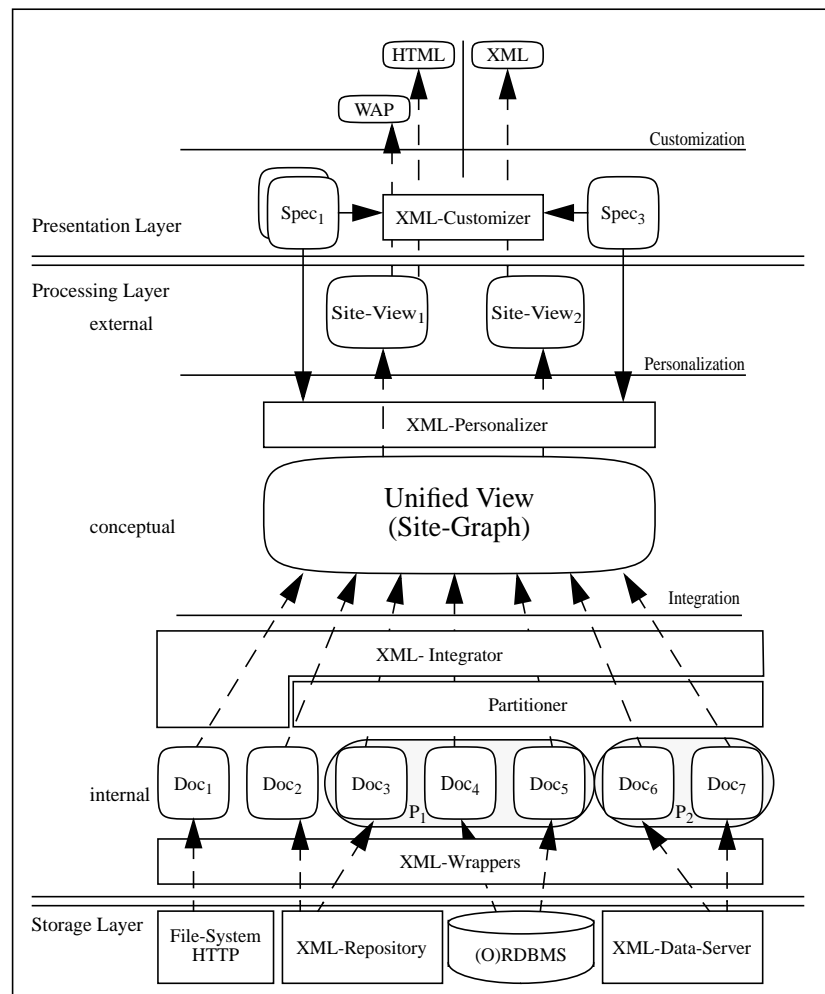 HTML
XML
WAP
Customization
Spec1
XML-Customizer
Spec3
Presentation Layer
Processing Layer
external
Site-View1
Site-View2
Personalization
XML-Personalizer
Unified View
(Site-Graph)
conceptual
Integration
XML- Integrator
Partitioner
internal
Doc1
Doc2
Doc3
Doc4
Doc5
Doc6
Doc7
P1
P2
XML-Wrappers
Storage Layer
File-System
HTTP
XML-Repository
(O)RDBMS
XML-Data-Server